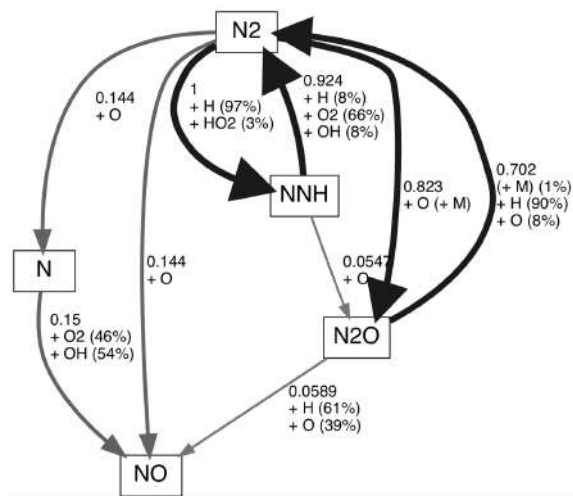 N2
0.144
+ O
1
+ H (97%)
+ HO2 (3%)
0.924
+ H (8%)
+ O2 (66%)
+ OH (8%)
0.702
(+ M) (1%)
+ H (90%)
+ O (8%)
NNH
0.823
+ O (+ M)
N
0.144
+ O
0.0547
+ O
0.15
+ O2 (46%)
+ OH (54%)
N2O
0.0589
+ H (61%)
+ O (39%)
NO